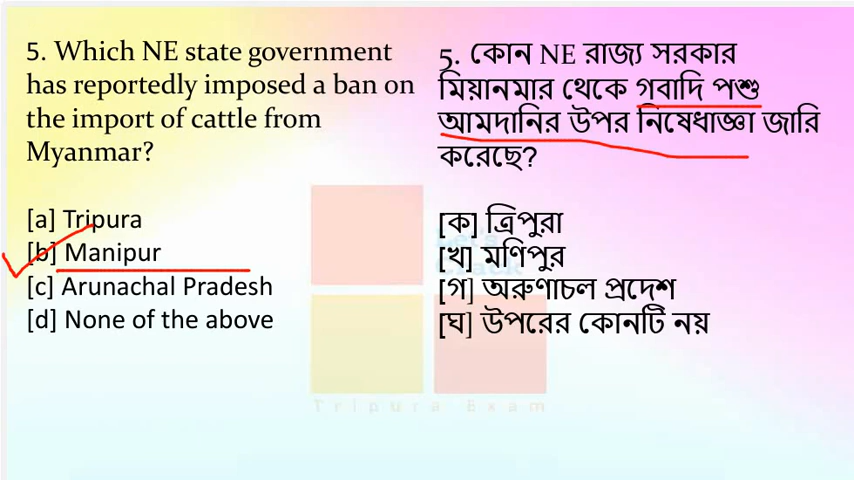 5. Which NE state government
has reportedly imposed a ban on
the import of cattle from
Myanmar?
[a] Tripura
[b] Manipur
[c] Arunachal Pradesh
[d] None of the above
5. কোন NE রাজ্য সরকার
মিয়ানমার থেকে গবাদি পশু
আমদানির উপর নিষেধাজ্ঞা জারি
করেছে?
[ক] ত্রিপুরা
[খ] মণিপুর
[গ] অরুণাচল প্রদেশ
[ঘ] উপরের কোনটি নয়
Tripura Exam